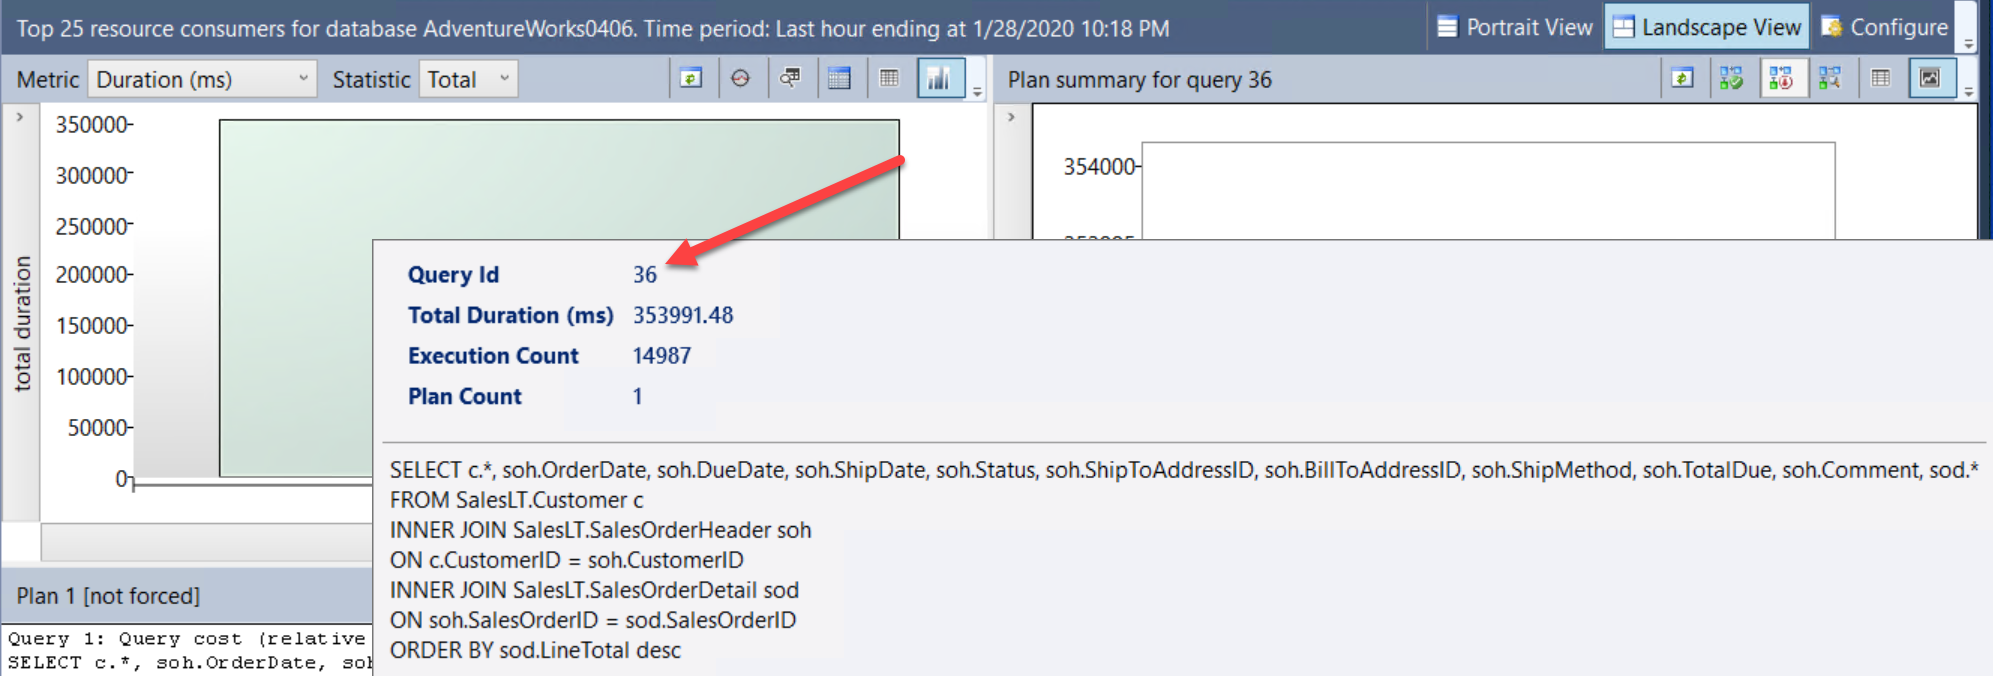 Top 25 resource consumers for database AdventureWorks0406. Time period: Last hour ending at 1/28/2020 10:18 PM
Portrait View
Landscape View
Configure
Metric Duration (ms) Statistic Total
Plan summary for query 36
350000
300000
250000
200000
150000
100000
50000
0
total duration
354000
Query Id 36
Total Duration (ms) 353991.48
Execution Count 14987
Plan Count 1
SELECT c.*, soh.OrderDate, soh.DueDate, soh.ShipDate, soh.Status, soh.ShipToAddressID, soh.BillToAddressID, soh.ShipMethod, soh.TotalDue, soh.Comment, sod.*
FROM SalesLT.Customer c
INNER JOIN SalesLT.SalesOrderHeader soh
ON c.CustomerID = soh.CustomerID
INNER JOIN SalesLT.SalesOrderDetail sod
ON soh.SalesOrderID = sod.SalesOrderID
ORDER BY sod.LineTotal desc
Plan 1 [not forced]
Query 1: Query cost (relative
SELECT c.*, soh.OrderDate,